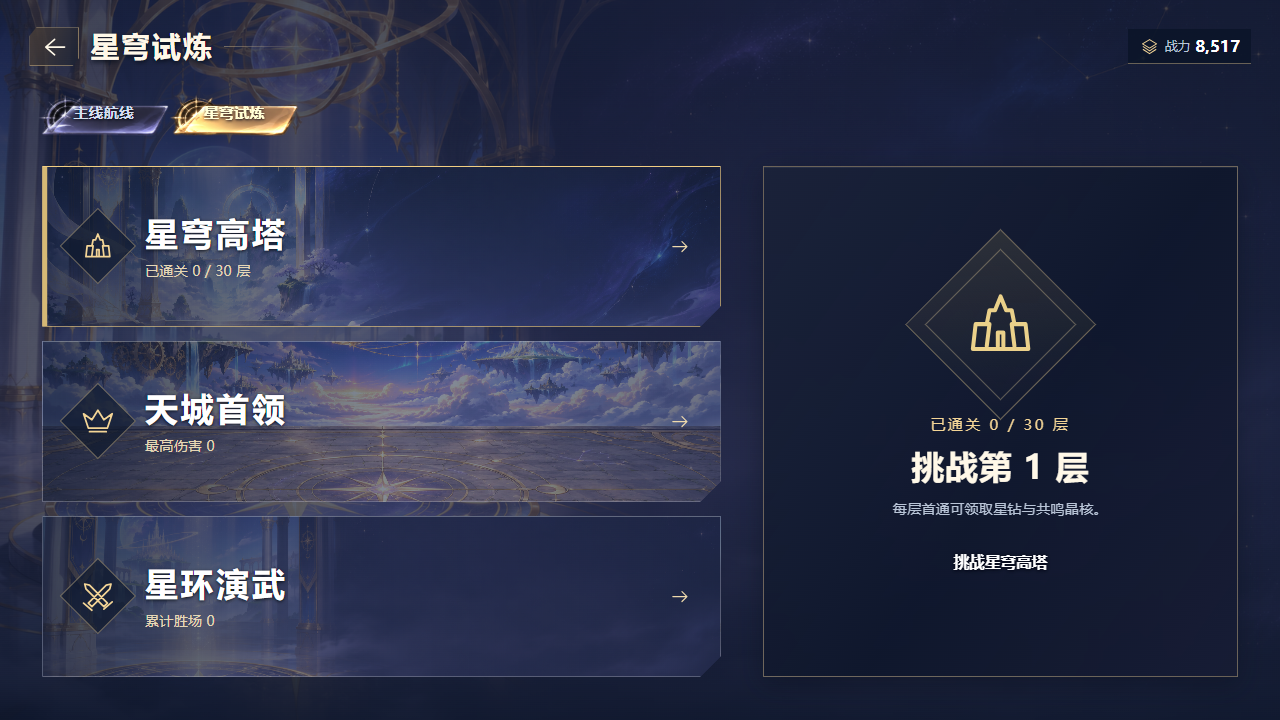 星穹试炼
战力 8,517
主线航线
星穹试炼
星穹高塔
已通关 0 / 30 层
天城首领
最高伤害 0
星环演武
累计胜场 0
已通关 0 / 30 层
挑战第 1 层
每层首通可领取星钻与共鸣晶核。
挑战星穹高塔